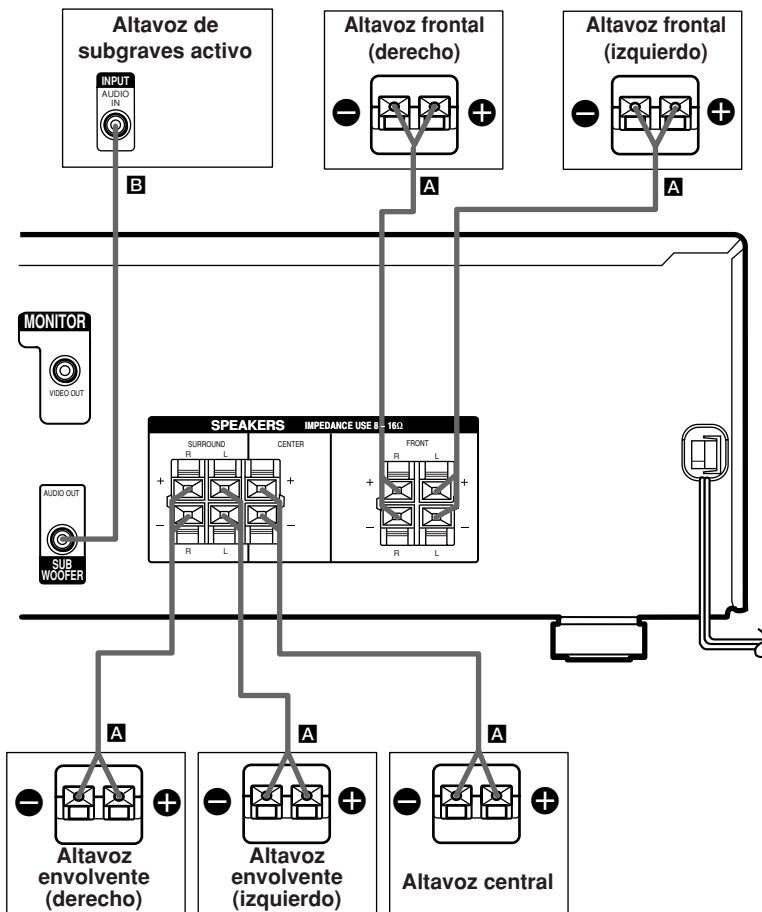 Altavoz de
subgraves activo
INPUT
AUDIO
IN
B
Altavoz frontal
(derecho)
− +
A
Altavoz frontal
(izquierdo)
− +
A
MONITOR
VIDEO OUT
AUDIO OUT
SUB
WOOFER
SPEAKERS IMPEDANCE USE 8 – 16Ω
SURROUND CENTER FRONT
R L R L
+ + + +
− − − −
R L R L
A
− +
Altavoz
envolvente
(derecho)
A
− +
Altavoz
envolvente
(izquierdo)
A
− +
Altavoz central